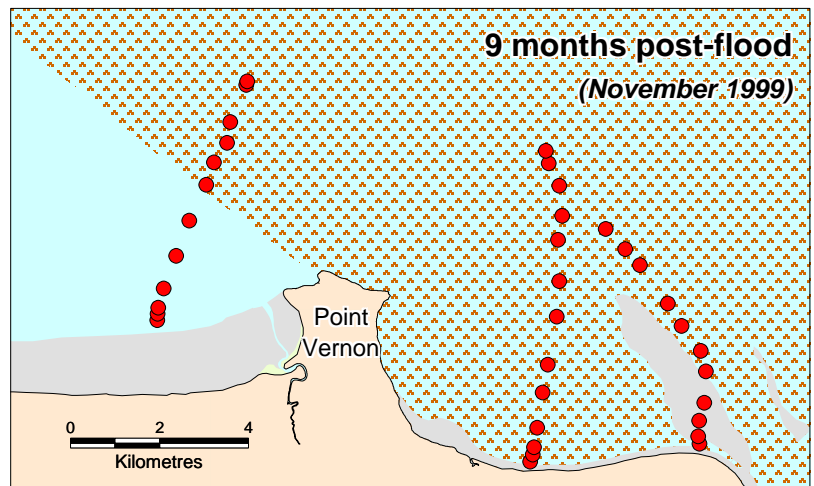 9 months post-flood
(November 1999)
Point
Vernon
0 2 4
Kilometres